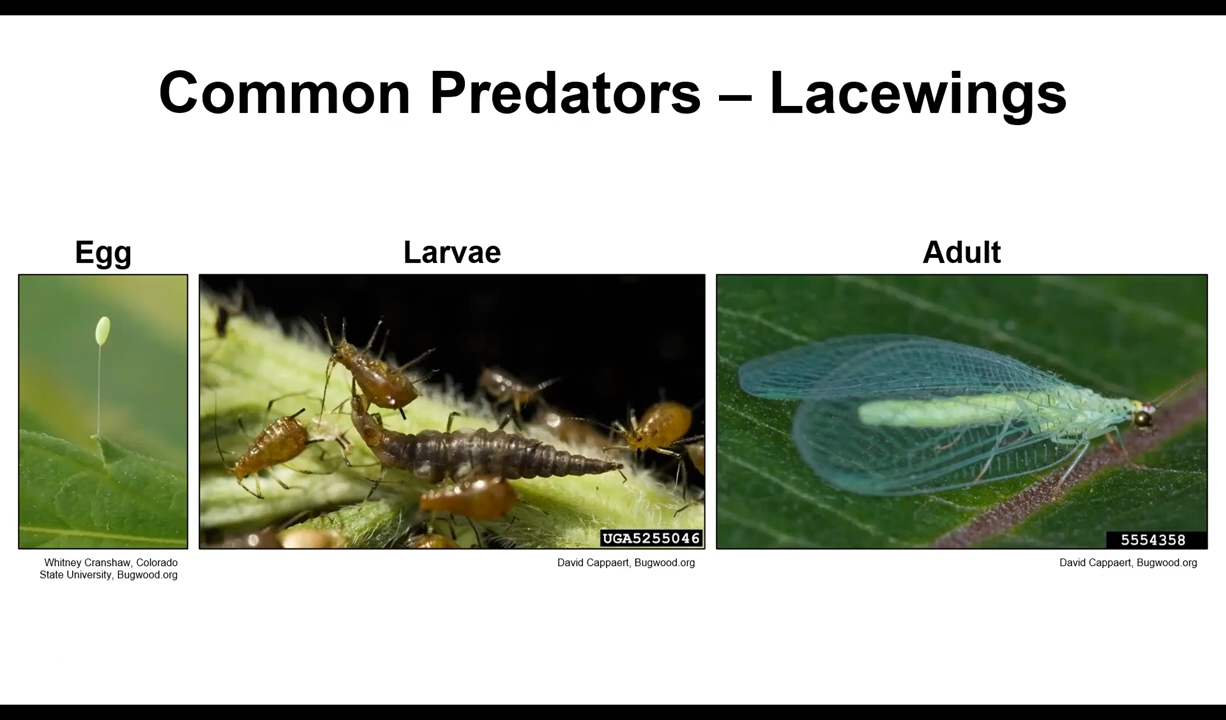 Common Predators – Lacewings
Egg
Larvae
Adult
UGA5255046
5554358
Whitney Cranshaw, Colorado
State University, Bugwood.org
David Cappaert, Bugwood.org
David Cappaert, Bugwood.org